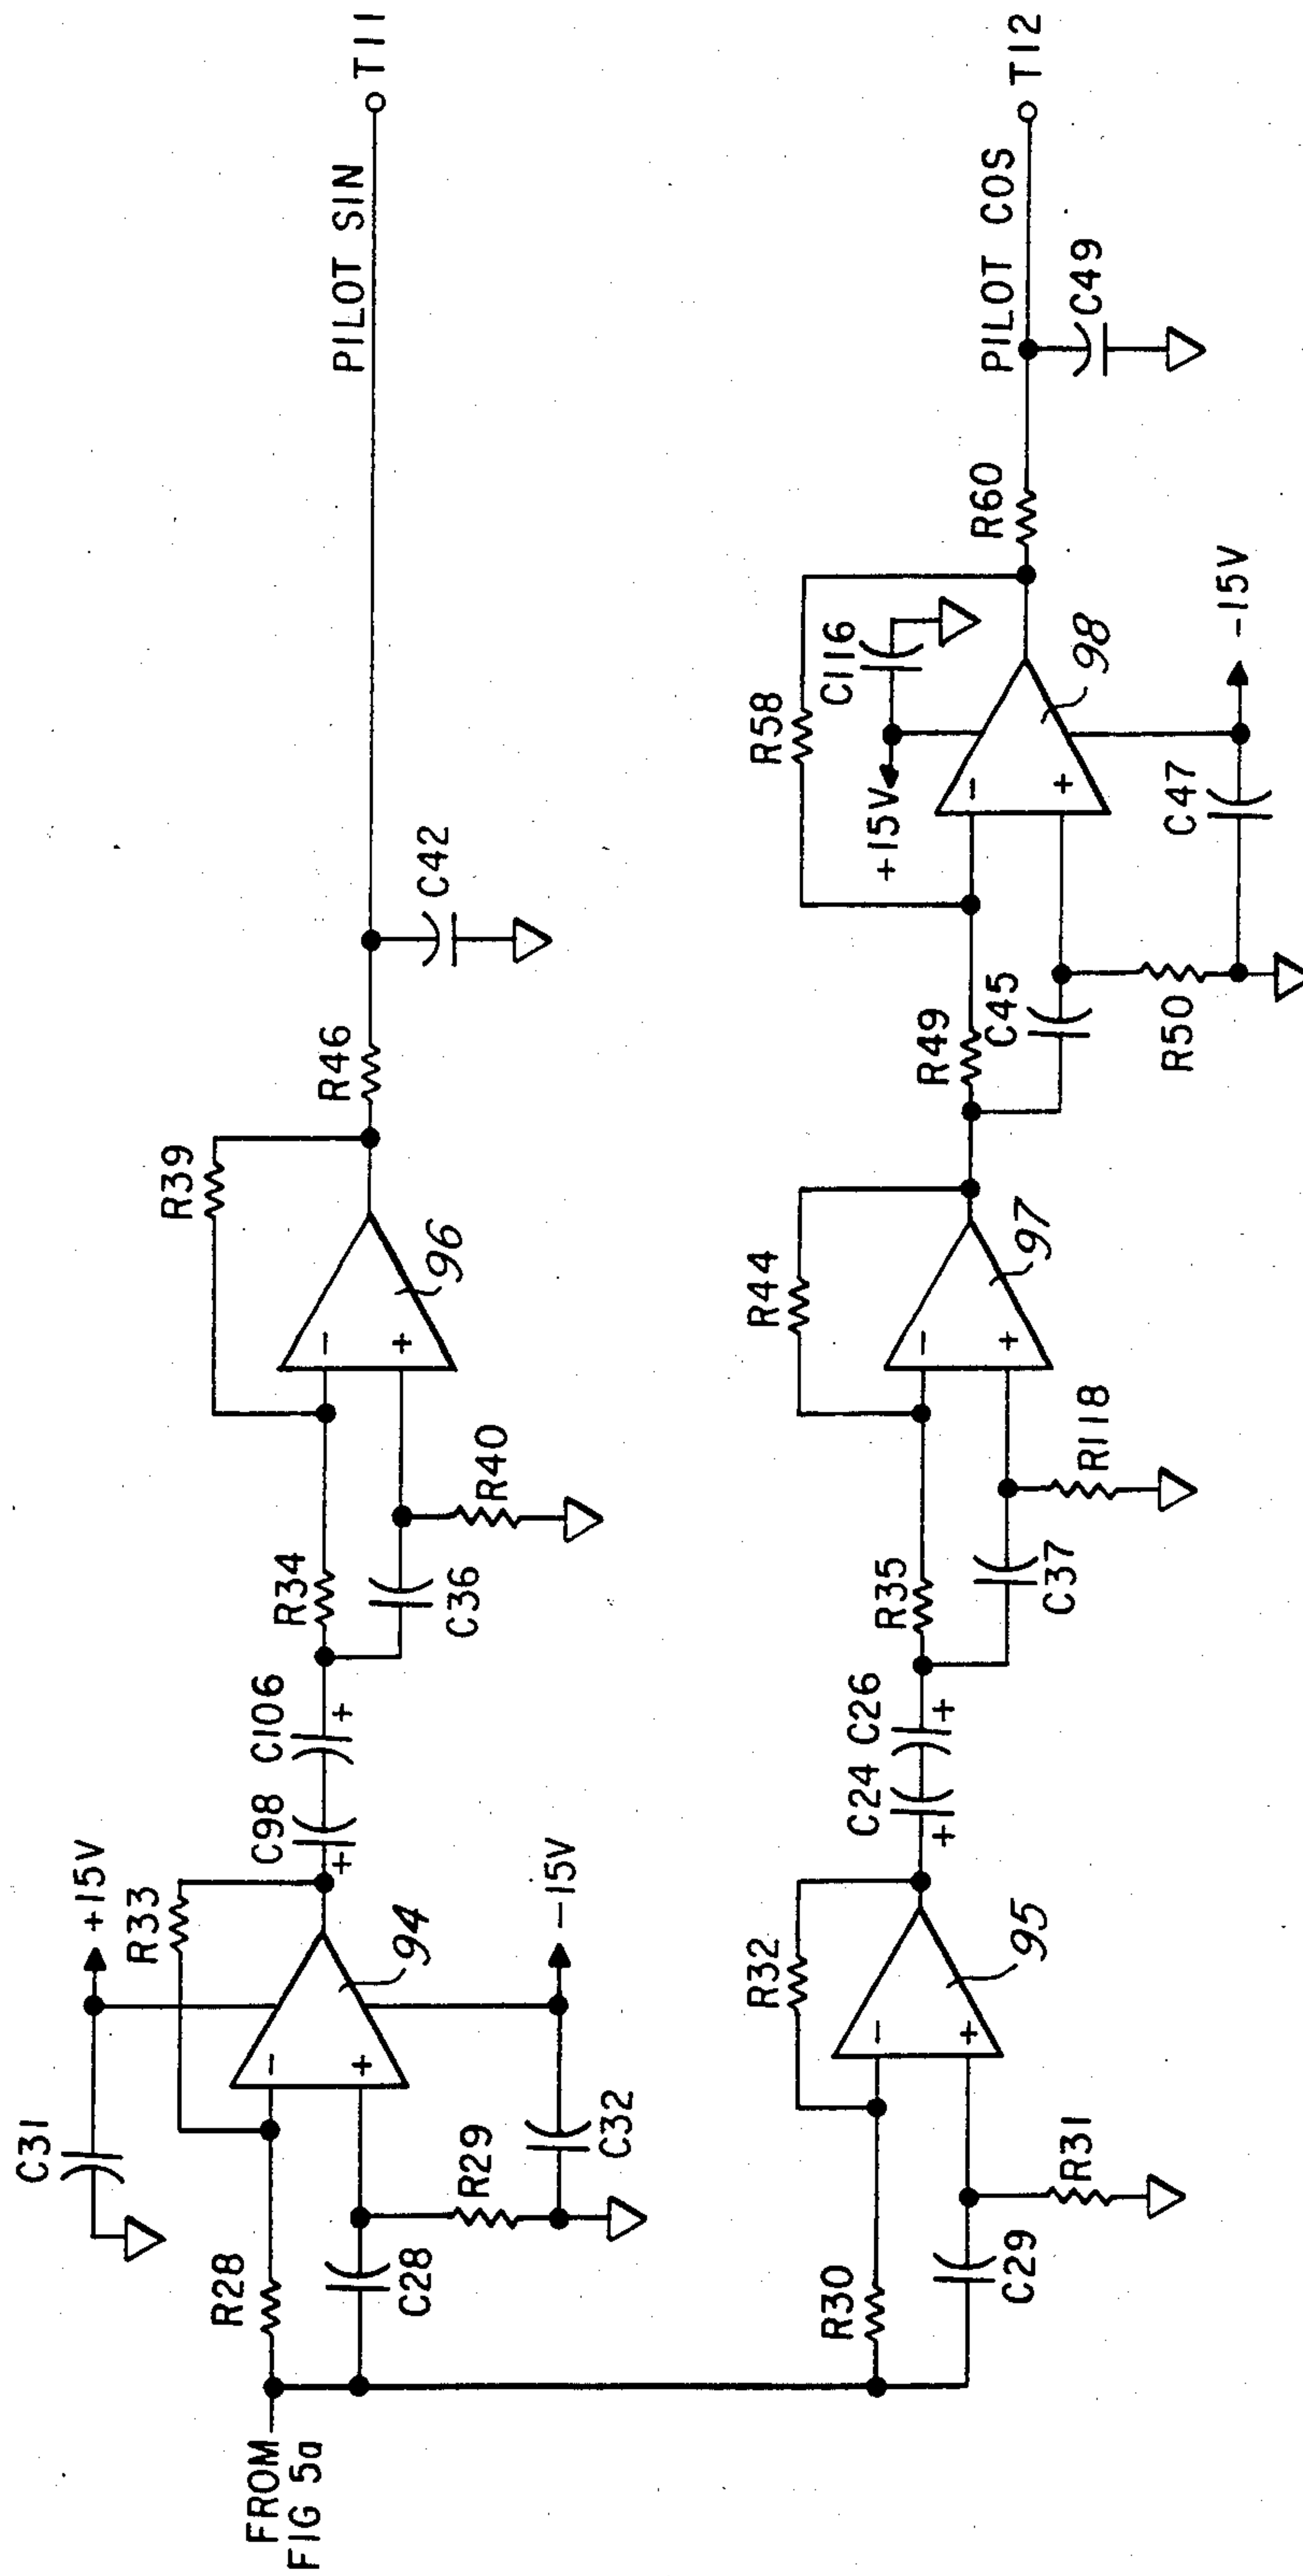 FROM
FIG 5a
R28
C28
C31
R29
C32
+15V
R33
94
-15V
C98
C106
R34
C36
R40
R39
96
R46
C42
PILOT SIN
T11
R30
C29
R31
R32
95
C24
C26
R35
C37
R118
R44
97
R49
C45
R50
R58
+15V
C116
98
C47
-15V
R60
PILOT COS
C49
T12
+
+
+
+
-
+
-
+
-
+
-
+
-
+